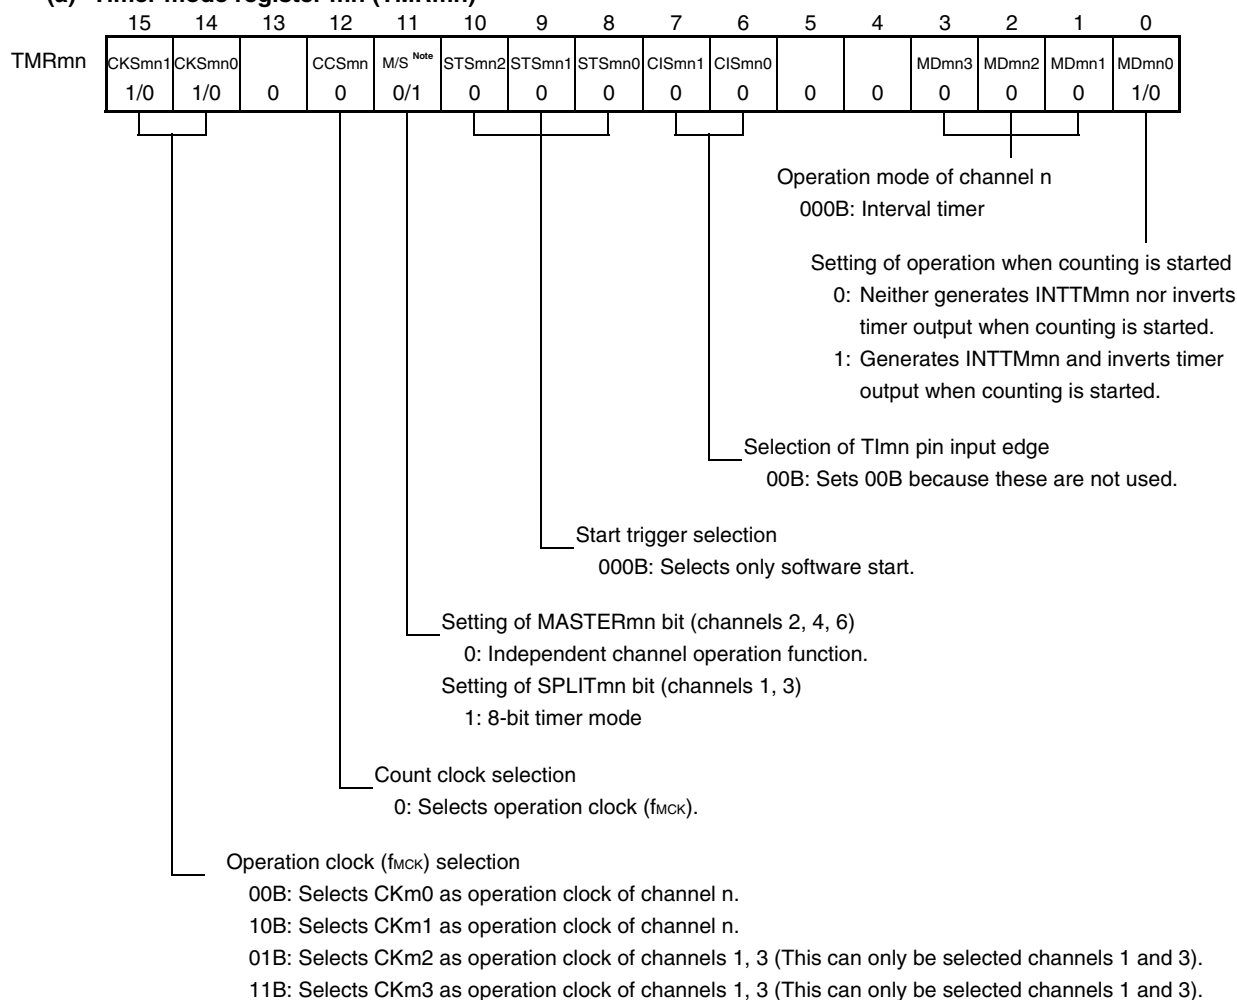 (a) Timer mode register mn (TMRmn)
15 14 13 12 11 10 9 8 7 6 5 4 3 2 1 0
TMRmn CKSmn1 CKSmn0 CCSmn M/S Note STSmn2 STSmn1 STSmn0 CISmn1 CISmn0 MDmn3 MDmn2 MDmn1 MDmn0
1/0 1/0 0 0 0/1 0 0 0 0 0 0 0 0 0 0 1/0
Operation mode of channel n
000B: Interval timer
Setting of operation when counting is started
0: Neither generates INTTMmn nor inverts
timer output when counting is started.
1: Generates INTTMmn and inverts timer
output when counting is started.
Selection of TImn pin input edge
00B: Sets 00B because these are not used.
Start trigger selection
000B: Selects only software start.
Setting of MASTERmn bit (channels 2, 4, 6)
0: Independent channel operation function.
Setting of SPLITmn bit (channels 1, 3)
1: 8-bit timer mode
Count clock selection
0: Selects operation clock (fMCK).
Operation clock (fMCK) selection
00B: Selects CKm0 as operation clock of channel n.
10B: Selects CKm1 as operation clock of channel n.
01B: Selects CKm2 as operation clock of channels 1, 3 (This can only be selected channels 1 and 3).
11B: Selects CKm3 as operation clock of channels 1, 3 (This can only be selected channels 1 and 3).